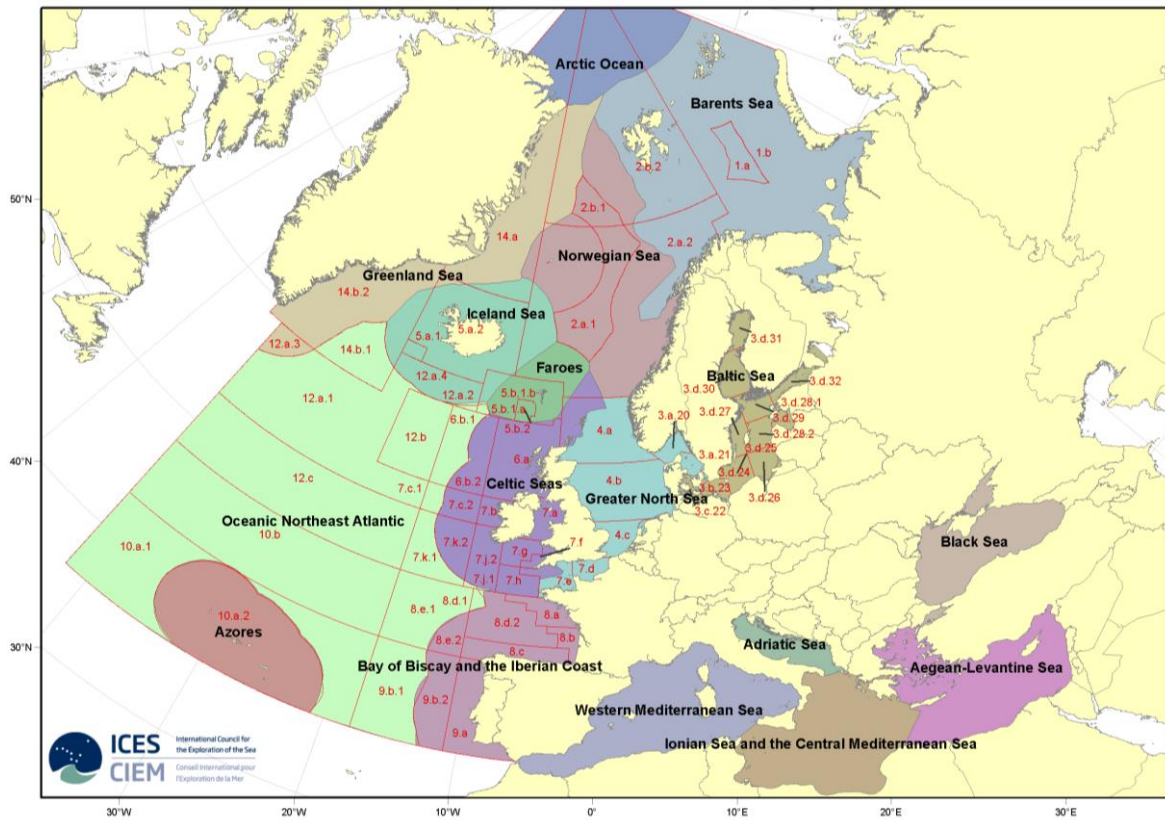 Arctic Ocean
Barents Sea
1.b
1.a
2.b.2
50°N
2.b.1
14.a
2.a.2
Norwegian Sea
Greenland Sea
14.b.2
Iceland Sea
5.a.2
5.a.1
2.a.1
12.a.3
14.b.1
3.d.31
Faroes
Baltic Sea
12.a.4
3.d.32
12.a.2
5.b.1.b
3.d.30
12.a.1
5.b.1.a
3.d.28.1
6.b.1
3.a.20
3.d.27
3.d.29
5.b.2
4.a
12.b
3.d.28.2
40°N
6.a
3.a.21
3.d.25
3.d.24
12.c
6.b.2
Celtic Seas
4.b
7.c.1
3.b.23
Greater North Sea
3.d.26
7.c.2
7.b
7.a
3.c.22
Oceanic Northeast Atlantic
10.b
7.f
4.c
7.k.2
Black Sea
10.a.1
7.g
7.k.1
7.j.2
7.d
7.j.1
7.h
7.e
8.d.1
8.e.1
8.a
10.a.2
8.d.2
Azores
8.e.2
8.b
30°N
8.c
Adriatic Sea
Bay of Biscay and the Iberian Coast
Aegean-Levantine Sea
9.b.1
9.b.2
Western Mediterranean Sea
9.a
Ionian Sea and the Central Mediterranean Sea
ICES
International Council for
the Exploration of the Sea
CIEM
Conseil International pour
l'Exploration de la Mer
30°W
20°W
10°W
0°
10°E
20°E
30°E